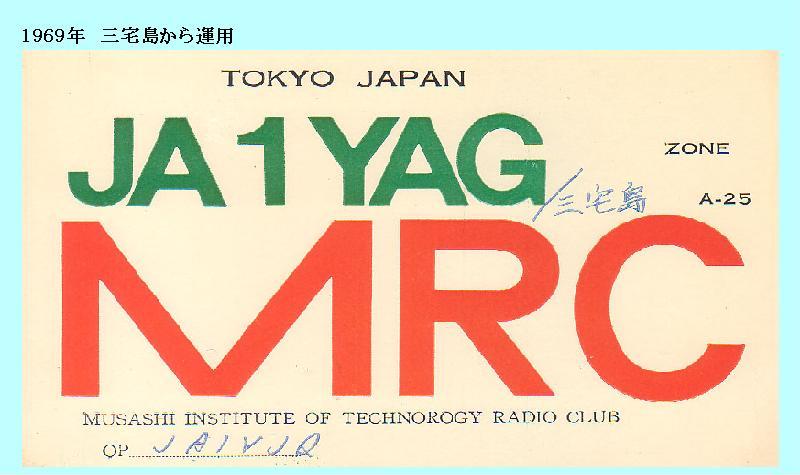 1969年 三宅島から運用
TOKYO JAPAN
JA1YAG/三宅島
ZONE
A-25
MRC
MUSASHI INSTITUTE OF TECHNOROGY RADIO CLUB
OP. JA1VJQ